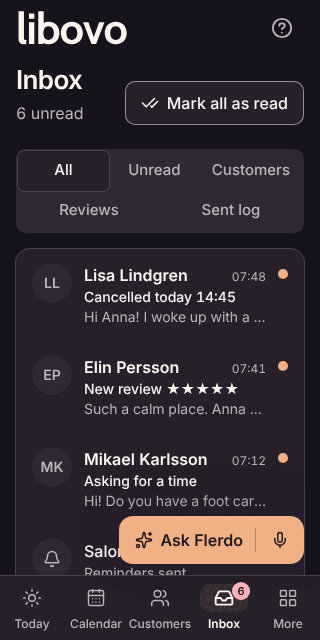 libovo
Inbox
6 unread
Mark all as read
All
Unread
Customers
Reviews
Sent log
LL
Lisa Lindgren
07:48
Cancelled today 14:45
Hi Anna! I woke up with a ...
EP
Elin Persson
07:41
New review ★★★★★
Such a calm place. Anna ...
MK
Mikael Karlsson
07:12
Asking for a time
Hi! Do you have a foot car...
Ask Flerdo
Reminders sent
6
Today
Calendar
Customers
Inbox
More